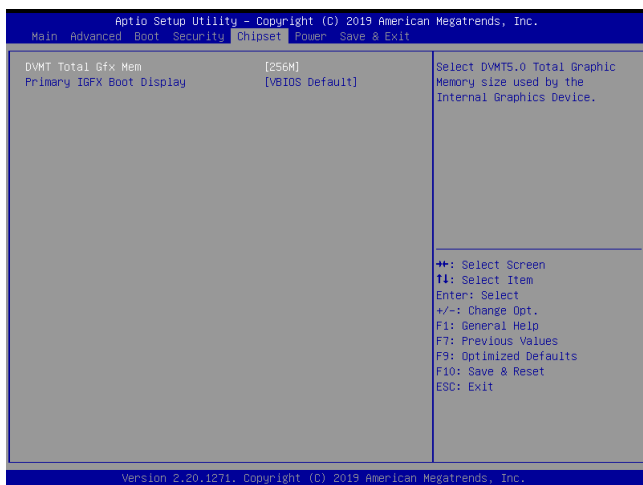 Aptio Setup Utility – Copyright (C) 2019 American Megatrends, Inc.
Main Advanced Boot Security Chipset Power Save & Exit
DVMT Total Gfx Mem [256M]
Primary IGFX Boot Display [VBIOS Default]
Select DVMT5.0 Total Graphic
Memory size used by the
Internal Graphics Device.
→←: Select Screen
↑↓: Select Item
Enter: Select
+/-: Change Opt.
F1: General Help
F7: Previous Values
F9: Optimized Defaults
F10: Save & Reset
ESC: Exit
Version 2.20.1271. Copyright (C) 2019 American Megatrends, Inc.